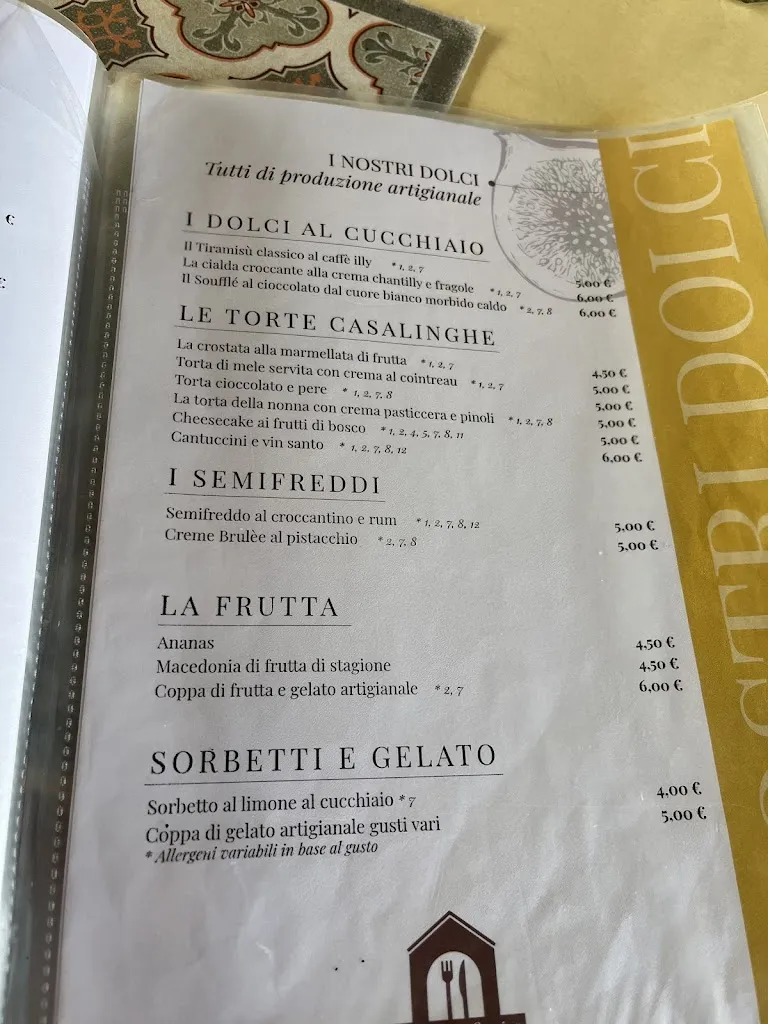 €
€
I NOSTRI DOLCI
Tutti di produzione artigianale
I DOLCI AL CUCCHIAIO
Il Tiramisù classico al caffè illy * 1, 2, 7 5,00 €
La cialda croccante alla crema chantilly e fragole * 1, 2, 7 6,00 €
Il Soufflé al cioccolato dal cuore bianco morbido caldo * 2, 7, 8 6,00 €
LE TORTE CASALINGHE
La crostata alla marmellata di frutta * 1, 2, 7 4,50 €
Torta di mele servita con crema al cointreau * 1, 2, 7 5,00 €
Torta cioccolato e pere * 1, 2, 7, 8 5,00 €
La torta della nonna con crema pasticcera e pinoli * 1, 2, 7, 8 5,00 €
Cheesecake ai frutti di bosco * 1, 2, 4, 5, 7, 8, 11 5,00 €
Cantuccini e vin santo * 1, 2, 7, 8, 12 6,00 €
I SEMIFREDDI
Semifreddo al croccantino e rum * 1, 2, 7, 8, 12 5,00 €
Creme Brulèe al pistacchio * 2, 7, 8 5,00 €
LA FRUTTA
Ananas 4,50 €
Macedonia di frutta di stagione 4,50 €
Coppa di frutta e gelato artigianale * 2, 7 6,00 €
SORBETTI E GELATO
Sorbetto al limone al cucchiaio * 7 4,00 €
Coppa di gelato artigianale gusti vari 5,00 €
* Allergeni variabili in base al gusto
OSTRI DOLCI